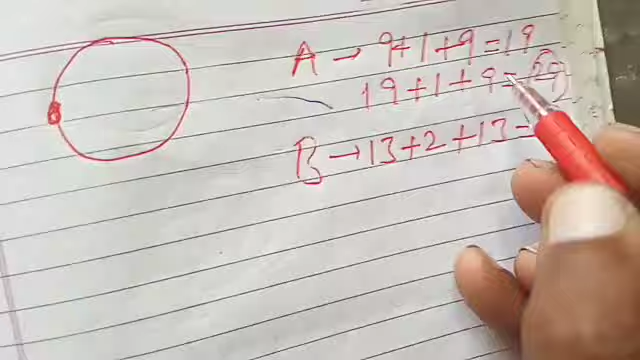 A → 9+1+9=19
19+1+9=29
B → 13+2+13=